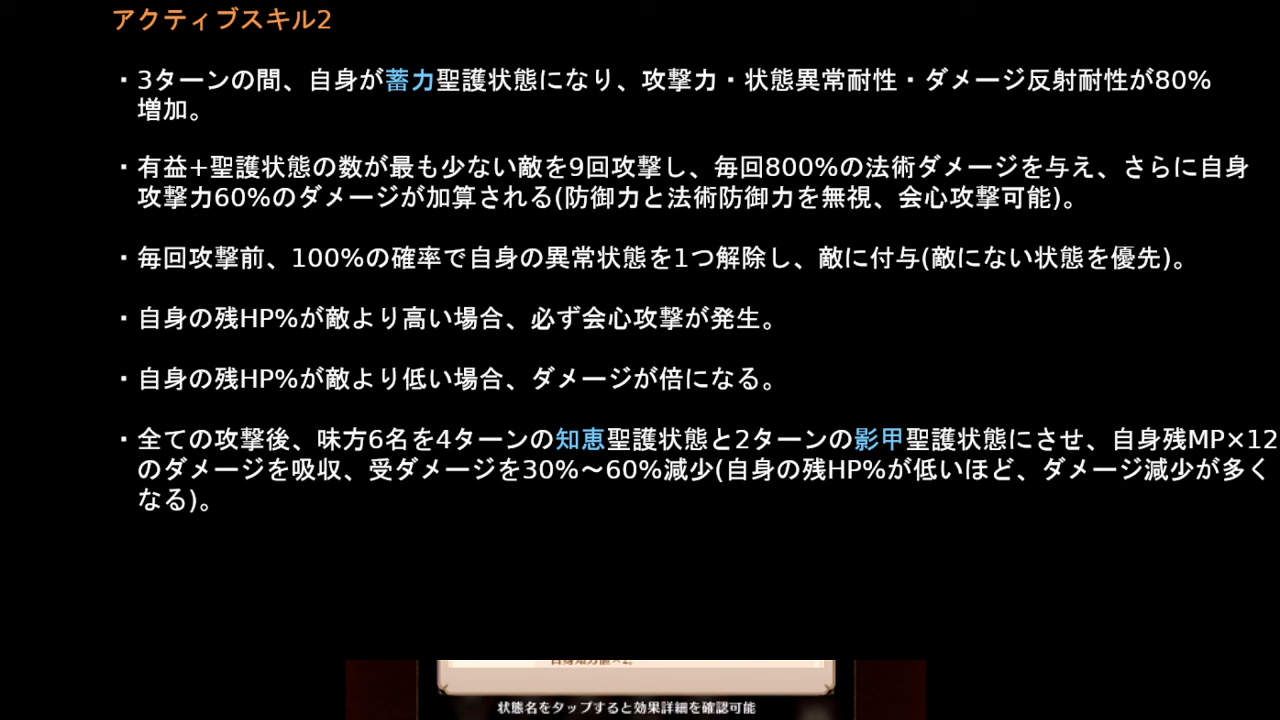 アクティブスキル2
・3ターンの間、自身が蓄力聖護状態になり、攻撃力・状態異常耐性・ダメージ反射耐性が80%
増加。
・有益+聖護状態の数が最も少ない敵を9回攻撃し、毎回800%の法術ダメージを与え、さらに自身
攻撃力60%のダメージが加算される(防御力と法術防御力を無視、会心攻撃可能)。
・毎回攻撃前、100%の確率で自身の異常状態を1つ解除し、敵に付与(敵にない状態を優先)。
・自身の残HP%が敵より高い場合、必ず会心攻撃が発生。
・自身の残HP%が敵より低い場合、ダメージが倍になる。
・全ての攻撃後、味方6名を4ターンの知恵聖護状態と2ターンの影甲聖護状態にさせ、自身残MP×12
のダメージを吸収、受ダメージを30%〜60%減少(自身の残HP%が低いほど、ダメージ減少が多く
なる)。
状態名をタップすると効果詳細を確認可能